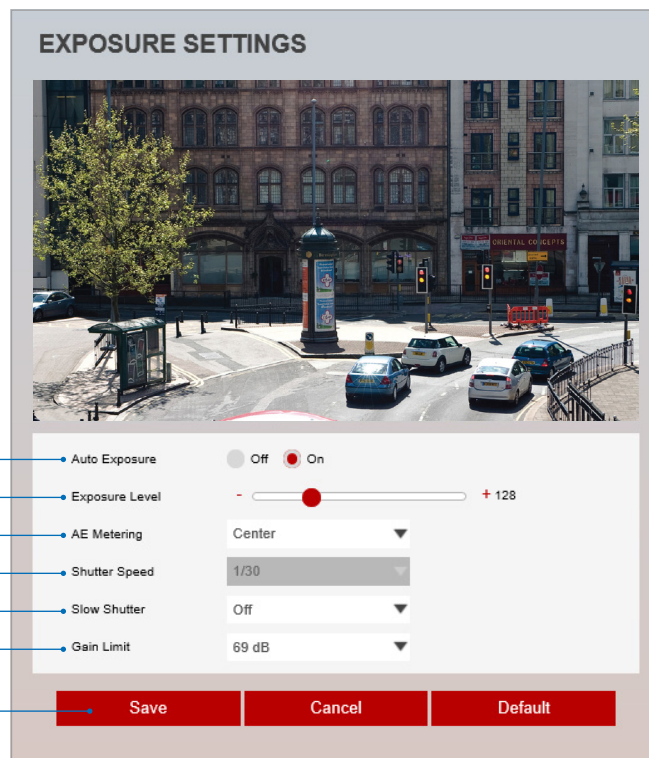 EXPOSURE SETTINGS
ORIENTAL CONCEPTS
Auto Exposure Off On
Exposure Level - + 128
AE Metering Center
Shutter Speed 1/30
Slow Shutter Off
Gain Limit 69 dB
Save Cancel Default